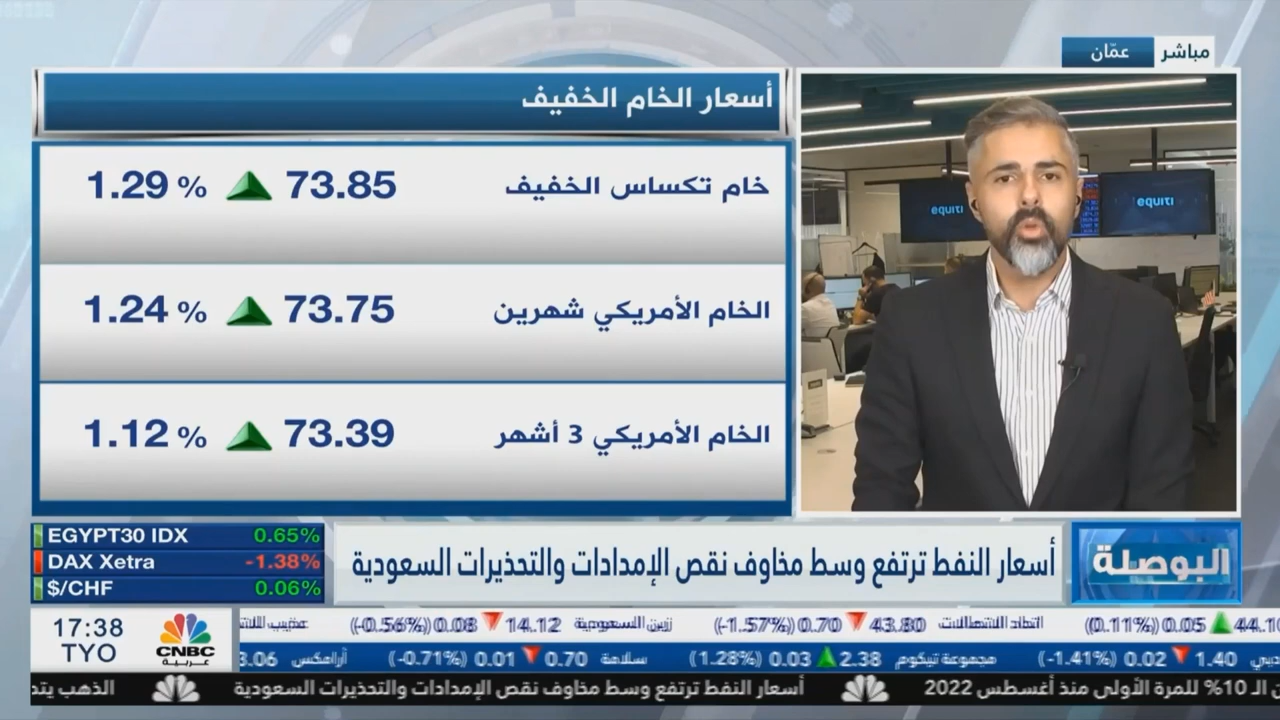 مباشر عمّان
أسعار الخام الخفيف
خام تكساس الخفيف 73.85 1.29 %
الخام الأمريكي شهرين 73.75 1.24 %
الخام الأمريكي 3 أشهر 73.39 1.12 %
equiti
equiti
البوصلة
أسعار النفط ترتفع وسط مخاوف نقص الإمدادات والتحذيرات السعودية
EGYPT30 IDX 0.65%
DAX Xetra -1.38%
$/CHF 0.06%
17:38
TYO
CNBC
عربية
44.10 0.05 (0.11%) اتحاد الاتصالات 43.80 0.70 (-1.57%) زين السعودية 14.12 0.08 (-0.56%)
دبي 1.40 0.02 (-1.41%) مجموعة تيكوم 2.38 0.03 (1.28%) سلامة 0.70 0.01 (-0.71%) أرامكس 3.06
الـ 10% للمرة الأولى منذ أغسطس 2022 أسعار النفط ترتفع وسط مخاوف نقص الإمدادات والتحذيرات السعودية الذهب